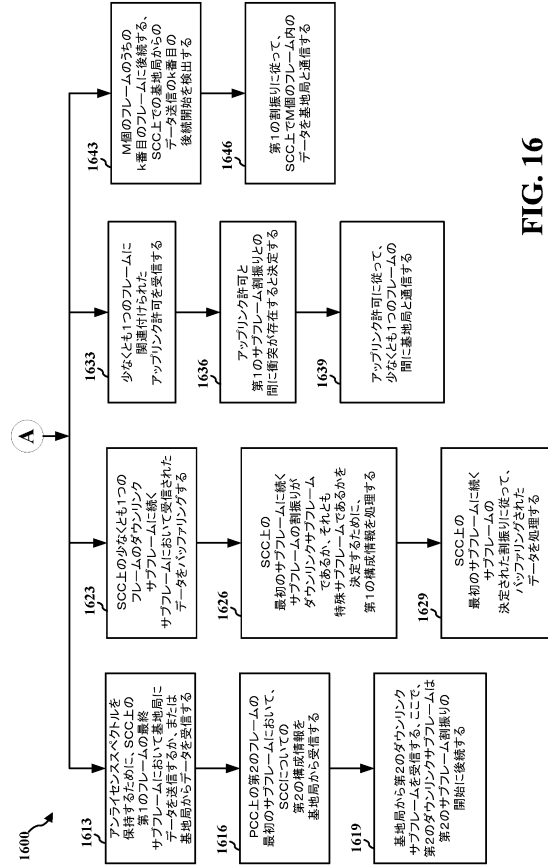 1600
A
1613
アンライセンススペクトルを
保持するために、SCC上の
第1のフレームの最終
サブフレームにおいて基地局に
データを送信するか、または
基地局からデータを受信する
1616
PCC上の第2のフレームの
最初のサブフレームにおいて、
SCCについての
第2の構成情報を
基地局から受信する
1619
基地局から第2のダウンリンク
サブフレームを受信する、ここで、
第2のダウンリンクサブフレームは
第2のサブフレーム割振りの
開始に後続する
1623
SCC上の少なくとも1つの
フレームのダウンリンク
サブフレームに続く
サブフレームにおいて受信された
データをバッファリングする
1626
SCC上の
最初のサブフレームに続く
サブフレームの割振りが
ダウンリンクサブフレーム
であるか、それとも
特殊サブフレームであるかを
決定するために、
第1の構成情報を処理する
1629
SCC上の
最初のサブフレームに続く
サブフレームの
決定された割振りに従って、
バッファリングされた
データを処理する
1633
少なくとも1つのフレームに
関連付けられた
アップリンク許可を受信する
1636
アップリンク許可と
第1のサブフレーム割振りとの
間に衝突が存在すると決定する
1639
アップリンク許可に従って、
少なくとも1つのフレームの
間に基地局と通信する
1643
M個のフレームのうちの
k番目のフレームに後続する、
SCC上での基地局からの
データ送信のk番目の
後続開始を検出する
1646
第1の割振りに従って、
SCC上でM個のフレーム内の
データを基地局と通信する
FIG. 16